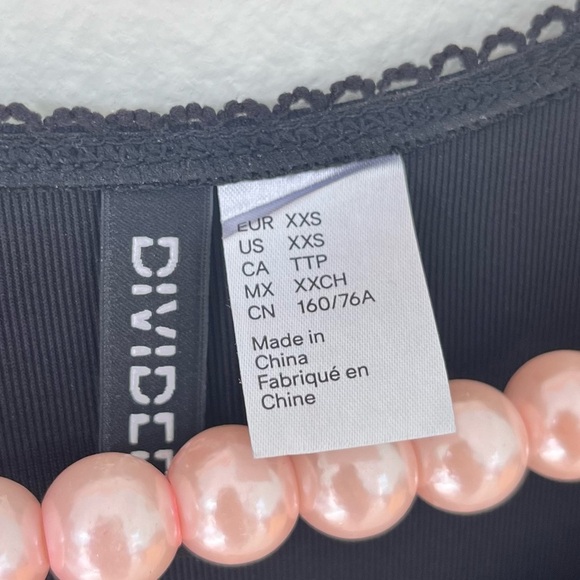 DIVIDED
EUR XXS
US XXS
CA TTP
MX XXCH
CN 160/76A
Made in
China
Fabriqué en
Chine